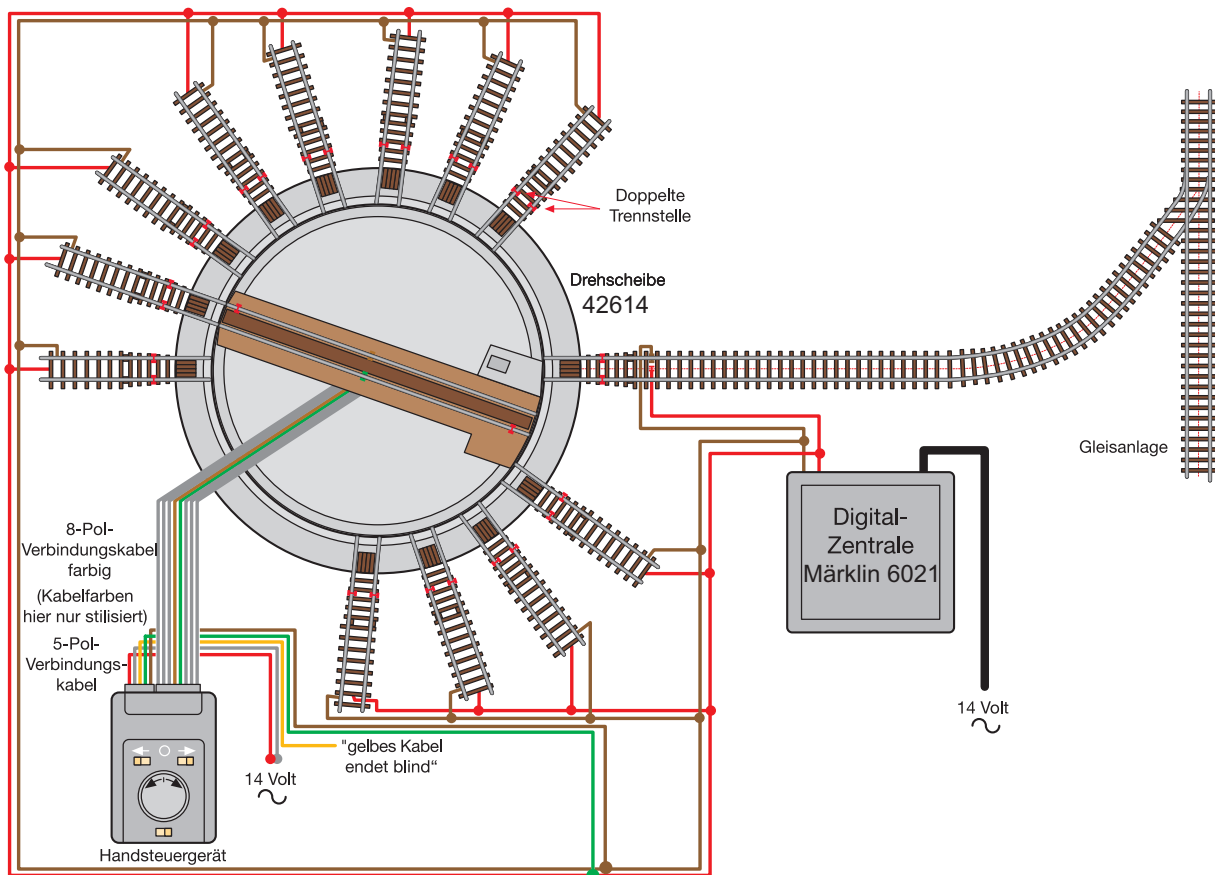 Doppelte
Trennstelle
Drehscheibe
42614
Gleisanlage
Digital-
Zentrale
Märklin 6021
14 Volt
8-Pol-
Verbindungskabel
farbig
(Kabelfarben
hier nur stilisiert)
5-Pol-
Verbindungs-
kabel
"gelbes Kabel
endet blind“
14 Volt
Handsteuergerät